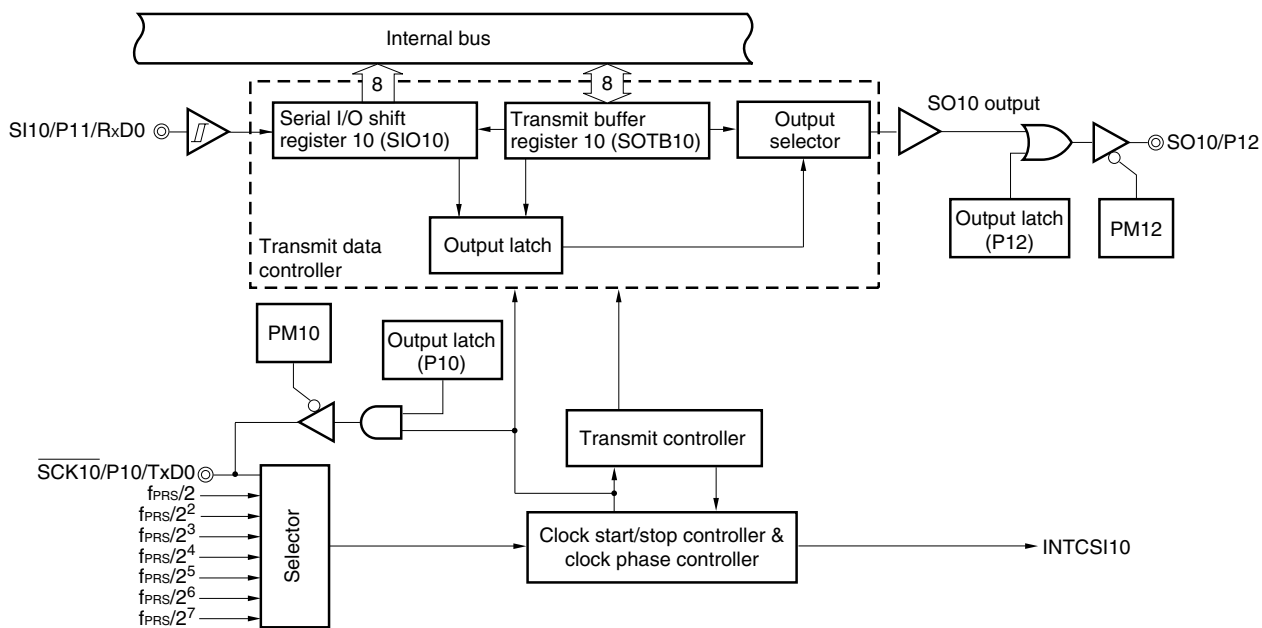 Internal bus
8
8
SI10/P11/RxD0
Serial I/O shift
register 10 (SIO10)
Transmit buffer
register 10 (SOTB10)
Output
selector
SO10 output
SO10/P12
Output latch
(P12)
PM12
Output latch
Transmit data
controller
PM10
Output latch
(P10)
Transmit controller
S̅C̅K̅1̅0̅/P10/TxD0
fPRS/2
fPRS/2²
fPRS/2³
fPRS/2⁴
fPRS/2⁵
fPRS/2⁶
fPRS/2⁷
Selector
Clock start/stop controller &
clock phase controller
INTCSI10